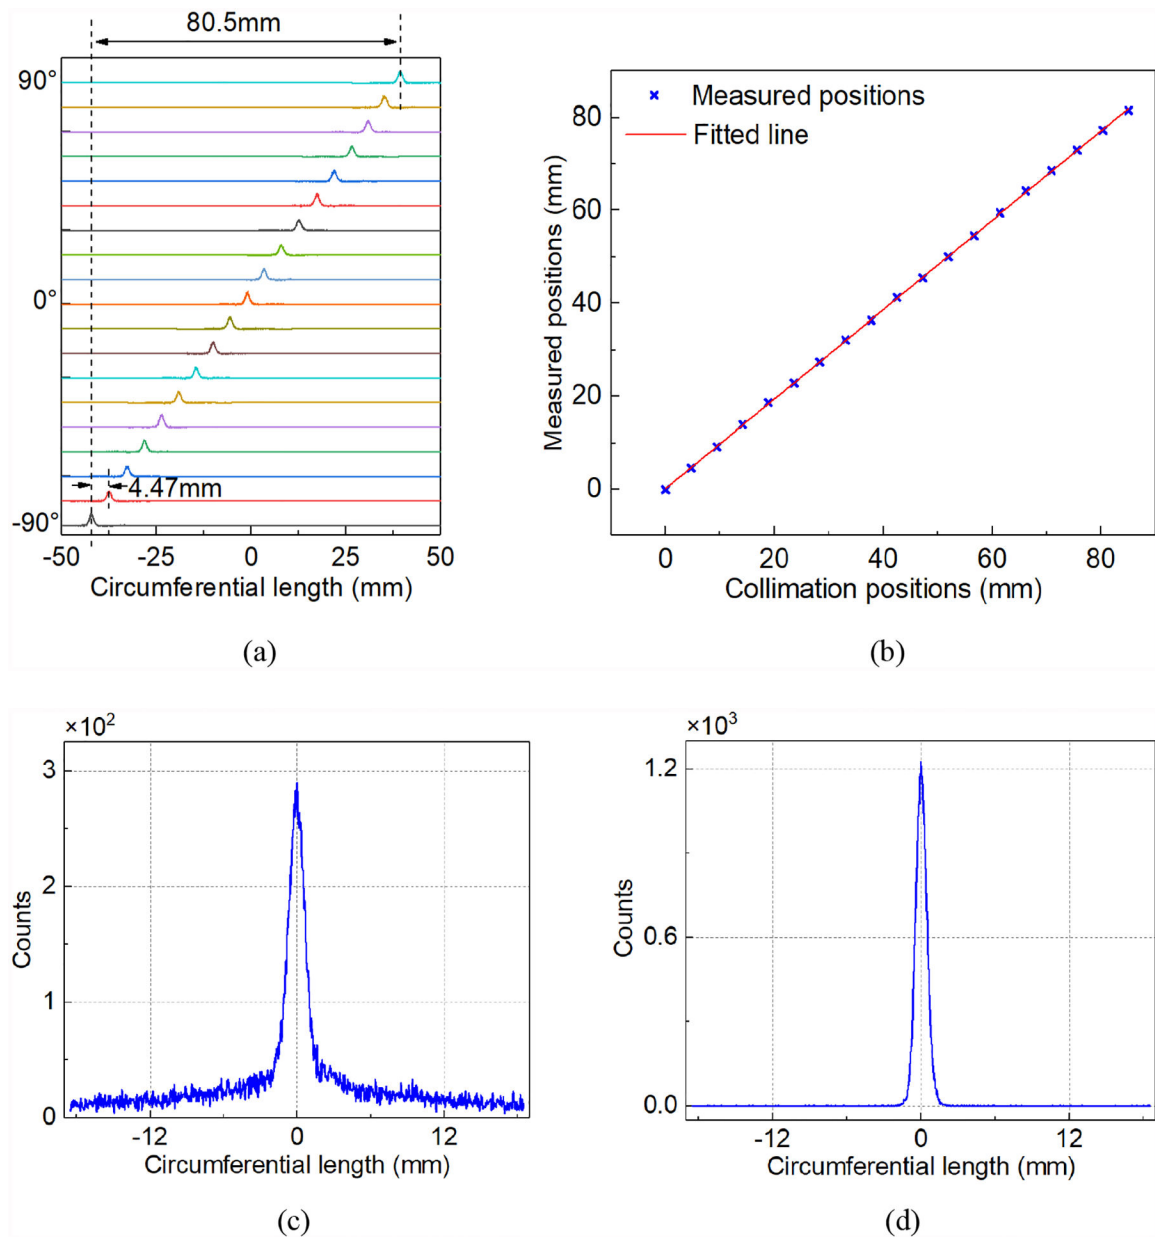 80.5mm
90°
0°
4.47mm
-90°
-50 -25 0 25 50
Circumferential length (mm)
(a)
Measured positions
Fitted line
80
60
40
20
0
Measured positions (mm)
0 20 40 60 80
Collimation positions (mm)
(b)
×10²
3
2
1
0
Counts
-12 0 12
Circumferential length (mm)
(c)
×10³
1.2
0.6
0.0
Counts
-12 0 12
Circumferential length (mm)
(d)